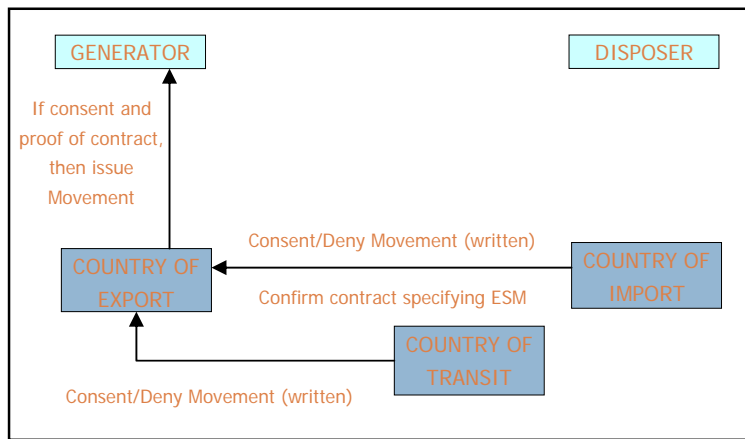 GENERATOR
DISPOSER
If consent and
proof of contract,
then issue
Movement
Consent/Deny Movement (written)
COUNTRY OF
EXPORT
COUNTRY OF
IMPORT
Confirm contract specifying ESM
COUNTRY OF
TRANSIT
Consent/Deny Movement (written)